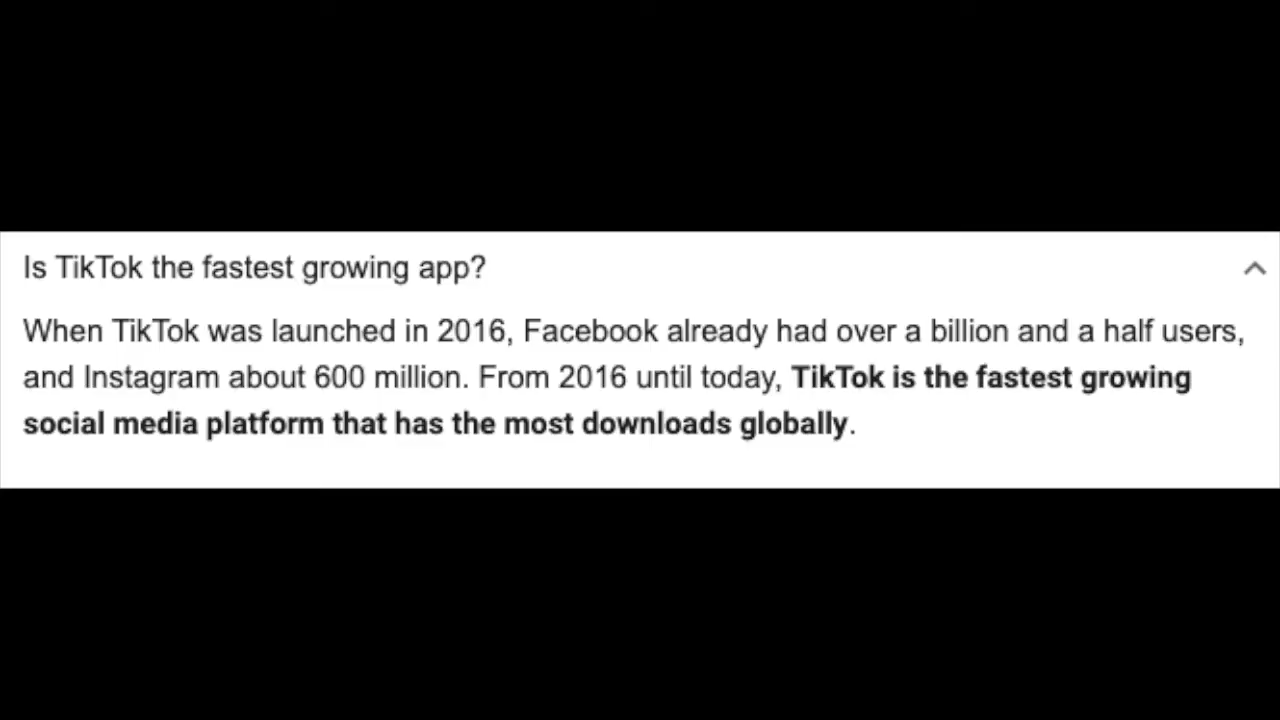 Is TikTok the fastest growing app?
When TikTok was launched in 2016, Facebook already had over a billion and a half users,
and Instagram about 600 million. From 2016 until today, TikTok is the fastest growing
social media platform that has the most downloads globally.